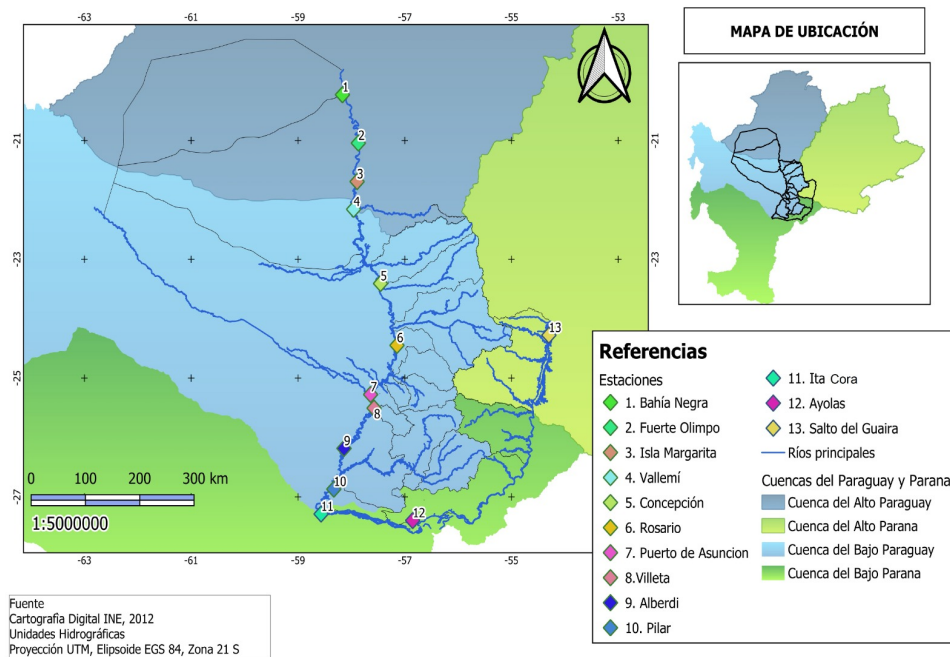 -63
-61
-59
-57
-55
-53
MAPA DE UBICACIÓN
1
-21
2
-21
3
4
-23
5
-23
13
6
-25
7
8
9
-27
10
11
12
0 100 200 300 km
1:5000000
-63
-61
-59
-57
-55
Referencias
Estaciones
1. Bahía Negra
2. Fuerte Olimpo
3. Isla Margarita
4. Vallemí
5. Concepción
6. Rosario
7. Puerto de Asuncion
8.Villeta
9. Alberdi
10. Pilar
11. Ita Cora
12. Ayolas
13. Salto del Guaira
Ríos principales
Cuencas del Paraguay y Parana
Cuenca del Alto Paraguay
Cuenca del Alto Parana
Cuenca del Bajo Paraguay
Cuenca del Bajo Parana
Fuente
Cartografía Digital INE, 2012
Unidades Hidrográficas
Proyección UTM, Elipsoide EGS 84, Zona 21 S